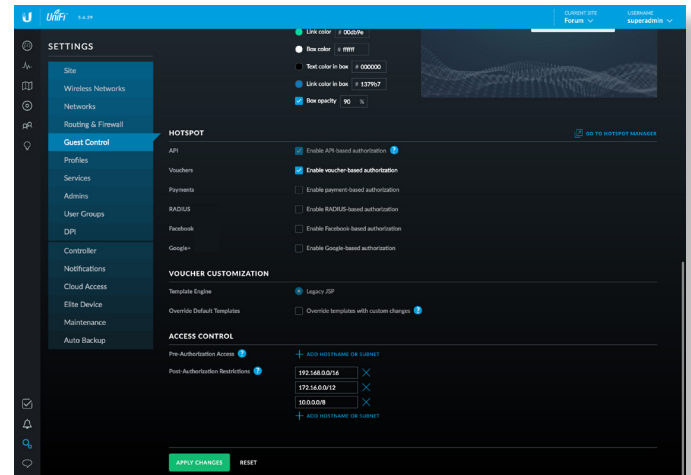 UniFi 5.6.29
CURRENT SITE
Forum
USERNAME
superadmin
SETTINGS
Site
Wireless Networks
Networks
Routing & Firewall
Guest Control
Profiles
Services
Admins
User Groups
DPI
Controller
Notifications
Cloud Access
Elite Device
Maintenance
Auto Backup
Link color # 00db9e
Box color # ffffff
Text color in box # 000000
Link color in box # 1379b7
Box opacity 90 %
HOTSPOT
GO TO HOTSPOT MANAGER
API Enable API-based authorization ?
Vouchers Enable voucher-based authorization
Payments Enable payment-based authorization
RADIUS Enable RADIUS-based authorization
Facebook Enable Facebook-based authorization
Google+ Enable Google-based authorization
VOUCHER CUSTOMIZATION
Template Engine Legacy JSP
Override Default Templates Override templates with custom changes ?
ACCESS CONTROL
Pre-Authorization Access ? ADD HOSTNAME OR SUBNET
Post-Authorization Restrictions ? 192.168.0.0/16
172.16.0.0/12
10.0.0.0/8
ADD HOSTNAME OR SUBNET
APPLY CHANGES RESET